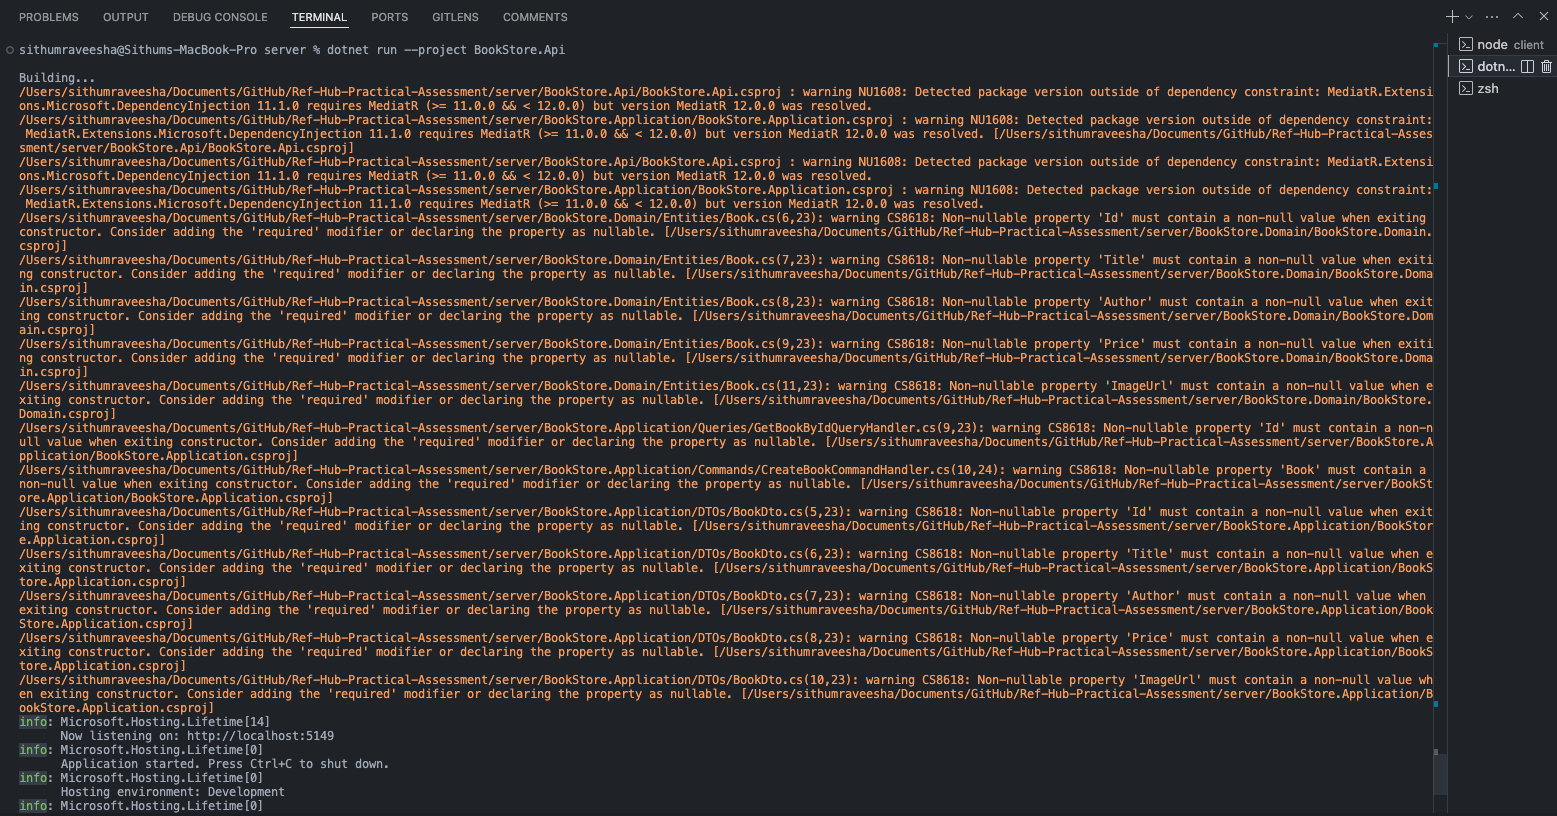 PROBLEMS OUTPUT DEBUG CONSOLE TERMINAL PORTS GITLENS COMMENTS
node client
dotn...
zsh
sithumraveesha@Sithums-MacBook-Pro server % dotnet run --project BookStore.Api
Building...
/Users/sithumraveesha/Documents/GitHub/Ref-Hub-Practical-Assessment/server/BookStore.Api/BookStore.Api.csproj : warning NU1608: Detected package version outside of dependency constraint: MediatR.Extensi
ons.Microsoft.DependencyInjection 11.1.0 requires MediatR (>= 11.0.0 && < 12.0.0) but version MediatR 12.0.0 was resolved.
/Users/sithumraveesha/Documents/GitHub/Ref-Hub-Practical-Assessment/server/BookStore.Application/BookStore.Application.csproj : warning NU1608: Detected package version outside of dependency constraint:
MediatR.Extensions.Microsoft.DependencyInjection 11.1.0 requires MediatR (>= 11.0.0 && < 12.0.0) but version MediatR 12.0.0 was resolved. [/Users/sithumraveesha/Documents/GitHub/Ref-Hub-Practical-Asses
sment/server/BookStore.Api/BookStore.Api.csproj]
/Users/sithumraveesha/Documents/GitHub/Ref-Hub-Practical-Assessment/server/BookStore.Api/BookStore.Api.csproj : warning NU1608: Detected package version outside of dependency constraint: MediatR.Extensi
ons.Microsoft.DependencyInjection 11.1.0 requires MediatR (>= 11.0.0 && < 12.0.0) but version MediatR 12.0.0 was resolved.
/Users/sithumraveesha/Documents/GitHub/Ref-Hub-Practical-Assessment/server/BookStore.Application/BookStore.Application.csproj : warning NU1608: Detected package version outside of dependency constraint:
MediatR.Extensions.Microsoft.DependencyInjection 11.1.0 requires MediatR (>= 11.0.0 && < 12.0.0) but version MediatR 12.0.0 was resolved.
/Users/sithumraveesha/Documents/GitHub/Ref-Hub-Practical-Assessment/server/BookStore.Domain/Entities/Book.cs(6,23): warning CS8618: Non-nullable property 'Id' must contain a non-null value when exiting
constructor. Consider adding the 'required' modifier or declaring the property as nullable. [/Users/sithumraveesha/Documents/GitHub/Ref-Hub-Practical-Assessment/server/BookStore.Domain/BookStore.Domain.
csproj]
/Users/sithumraveesha/Documents/GitHub/Ref-Hub-Practical-Assessment/server/BookStore.Domain/Entities/Book.cs(7,23): warning CS8618: Non-nullable property 'Title' must contain a non-null value when exiti
ng constructor. Consider adding the 'required' modifier or declaring the property as nullable. [/Users/sithumraveesha/Documents/GitHub/Ref-Hub-Practical-Assessment/server/BookStore.Domain/BookStore.Doma
in.csproj]
/Users/sithumraveesha/Documents/GitHub/Ref-Hub-Practical-Assessment/server/BookStore.Domain/Entities/Book.cs(8,23): warning CS8618: Non-nullable property 'Author' must contain a non-null value when exit
ing constructor. Consider adding the 'required' modifier or declaring the property as nullable. [/Users/sithumraveesha/Documents/GitHub/Ref-Hub-Practical-Assessment/server/BookStore.Domain/BookStore.Dom
ain.csproj]
/Users/sithumraveesha/Documents/GitHub/Ref-Hub-Practical-Assessment/server/BookStore.Domain/Entities/Book.cs(9,23): warning CS8618: Non-nullable property 'Price' must contain a non-null value when exiti
ng constructor. Consider adding the 'required' modifier or declaring the property as nullable. [/Users/sithumraveesha/Documents/GitHub/Ref-Hub-Practical-Assessment/server/BookStore.Domain/BookStore.Doma
in.csproj]
/Users/sithumraveesha/Documents/GitHub/Ref-Hub-Practical-Assessment/server/BookStore.Domain/Entities/Book.cs(11,23): warning CS8618: Non-nullable property 'ImageUrl' must contain a non-null value when e
xiting constructor. Consider adding the 'required' modifier or declaring the property as nullable. [/Users/sithumraveesha/Documents/GitHub/Ref-Hub-Practical-Assessment/server/BookStore.Domain/BookStore.
Domain.csproj]
/Users/sithumraveesha/Documents/GitHub/Ref-Hub-Practical-Assessment/server/BookStore.Application/Queries/GetBookByIdQueryHandler.cs(9,23): warning CS8618: Non-nullable property 'Id' must contain a non-n
ull value when exiting constructor. Consider adding the 'required' modifier or declaring the property as nullable. [/Users/sithumraveesha/Documents/GitHub/Ref-Hub-Practical-Assessment/server/BookStore.A
pplication/BookStore.Application.csproj]
/Users/sithumraveesha/Documents/GitHub/Ref-Hub-Practical-Assessment/server/BookStore.Application/Commands/CreateBookCommandHandler.cs(10,24): warning CS8618: Non-nullable property 'Book' must contain a
non-null value when exiting constructor. Consider adding the 'required' modifier or declaring the property as nullable. [/Users/sithumraveesha/Documents/GitHub/Ref-Hub-Practical-Assessment/server/BookSt
ore.Application/BookStore.Application.csproj]
/Users/sithumraveesha/Documents/GitHub/Ref-Hub-Practical-Assessment/server/BookStore.Application/DTOs/BookDto.cs(5,23): warning CS8618: Non-nullable property 'Id' must contain a non-null value when exit
ing constructor. Consider adding the 'required' modifier or declaring the property as nullable. [/Users/sithumraveesha/Documents/GitHub/Ref-Hub-Practical-Assessment/server/BookStore.Application/BookStor
e.Application.csproj]
/Users/sithumraveesha/Documents/GitHub/Ref-Hub-Practical-Assessment/server/BookStore.Application/DTOs/BookDto.cs(6,23): warning CS8618: Non-nullable property 'Title' must contain a non-null value when e
xiting constructor. Consider adding the 'required' modifier or declaring the property as nullable. [/Users/sithumraveesha/Documents/GitHub/Ref-Hub-Practical-Assessment/server/BookStore.Application/BookS
tore.Application.csproj]
/Users/sithumraveesha/Documents/GitHub/Ref-Hub-Practical-Assessment/server/BookStore.Application/DTOs/BookDto.cs(7,23): warning CS8618: Non-nullable property 'Author' must contain a non-null value when
exiting constructor. Consider adding the 'required' modifier or declaring the property as nullable. [/Users/sithumraveesha/Documents/GitHub/Ref-Hub-Practical-Assessment/server/BookStore.Application/Book
Store.Application.csproj]
/Users/sithumraveesha/Documents/GitHub/Ref-Hub-Practical-Assessment/server/BookStore.Application/DTOs/BookDto.cs(8,23): warning CS8618: Non-nullable property 'Price' must contain a non-null value when e
xiting constructor. Consider adding the 'required' modifier or declaring the property as nullable. [/Users/sithumraveesha/Documents/GitHub/Ref-Hub-Practical-Assessment/server/BookStore.Application/BookS
tore.Application.csproj]
/Users/sithumraveesha/Documents/GitHub/Ref-Hub-Practical-Assessment/server/BookStore.Application/DTOs/BookDto.cs(10,23): warning CS8618: Non-nullable property 'ImageUrl' must contain a non-null value wh
en exiting constructor. Consider adding the 'required' modifier or declaring the property as nullable. [/Users/sithumraveesha/Documents/GitHub/Ref-Hub-Practical-Assessment/server/BookStore.Application/B
ookStore.Application.csproj]
info: Microsoft.Hosting.Lifetime[14]
Now listening on: http://localhost:5149
info: Microsoft.Hosting.Lifetime[0]
Application started. Press Ctrl+C to shut down.
info: Microsoft.Hosting.Lifetime[0]
Hosting environment: Development
info: Microsoft.Hosting.Lifetime[0]